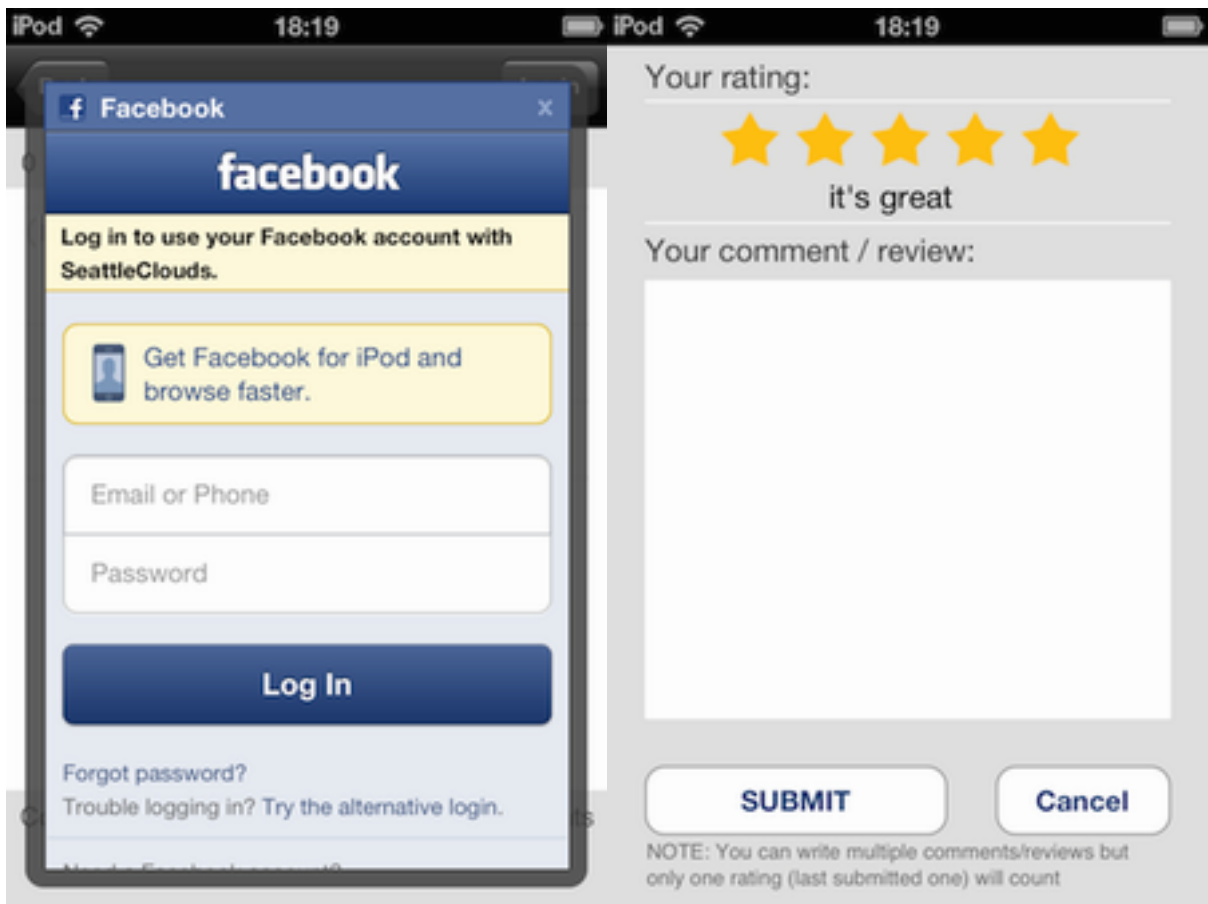 iPod 18:19
Facebook x
facebook
Log in to use your Facebook account with
SeattleClouds.
Get Facebook for iPod and
browse faster.
Email or Phone
Password
Log In
Forgot password?
Trouble logging in? Try the alternative login.
Need a Facebook account?
iPod 18:19
Your rating:
it's great
Your comment / review:
SUBMIT
Cancel
NOTE: You can write multiple comments/reviews but
only one rating (last submitted one) will count